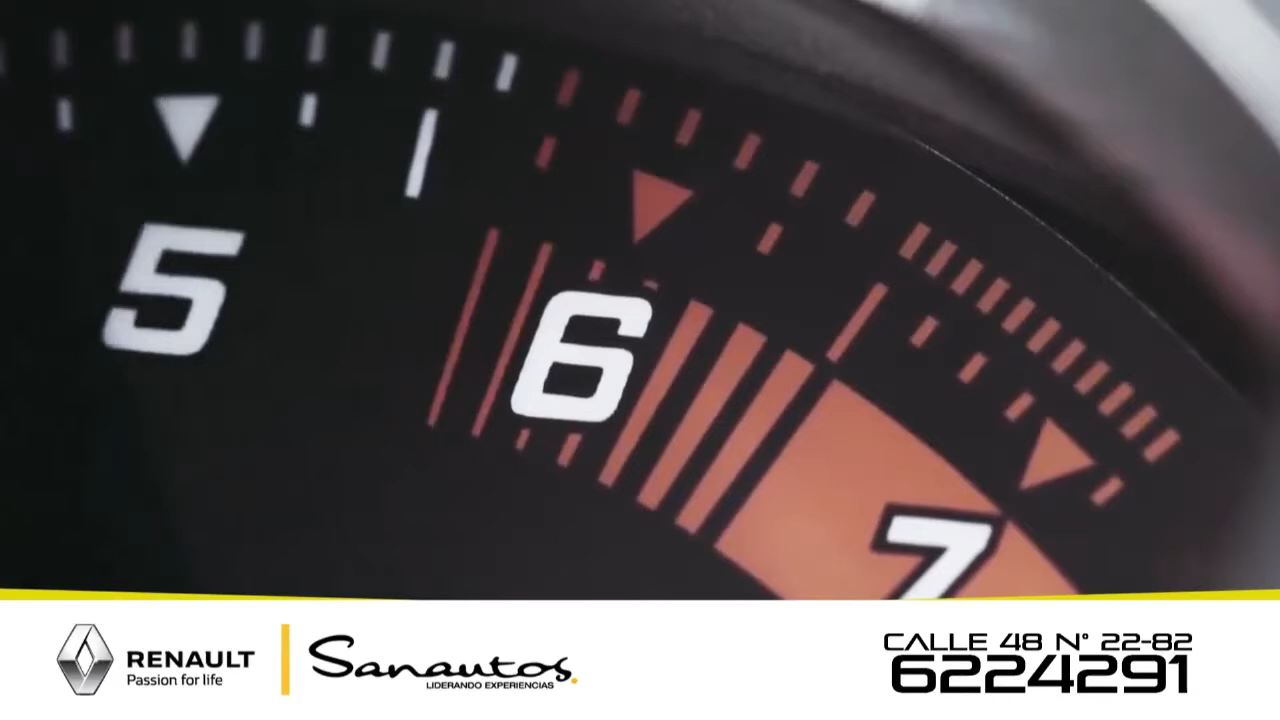 5
6
7
RENAULT
Passion for life
Sanautos.
LIDERANDO EXPERIENCIAS
CALLE 48 N° 22-82
6224291